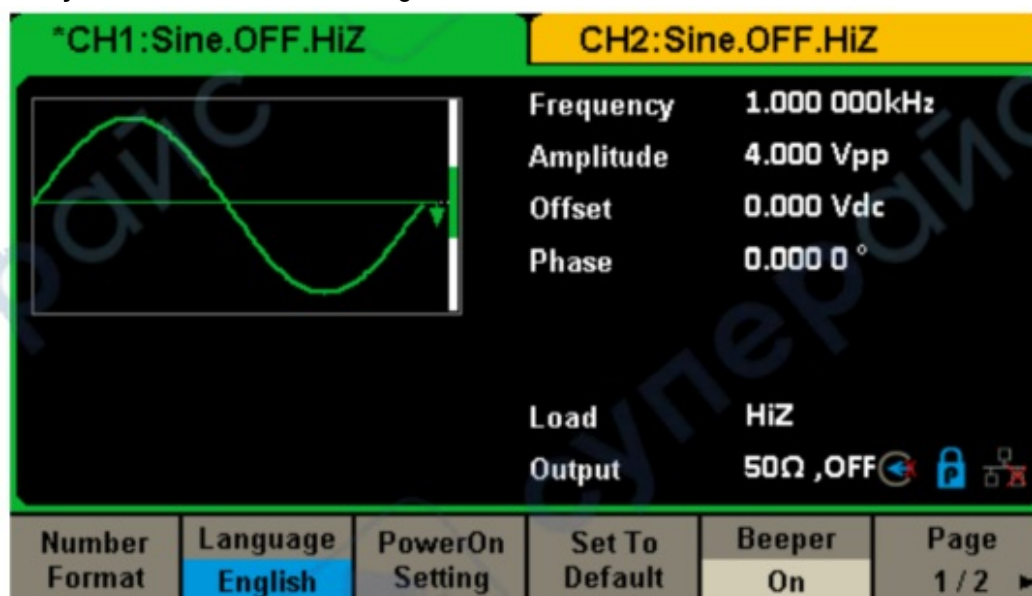 *CH1:Sine.OFF.HiZ
CH2:Sine.OFF.HiZ
Frequency 1.000 000kHz
Amplitude 4.000 Vpp
Offset 0.000 Vdc
Phase 0.000 0 °
Load HiZ
Output 50Ω ,OFF
Number Format
Language English
PowerOn Setting
Set To Default
Beeper On
Page 1 / 2
суперайс